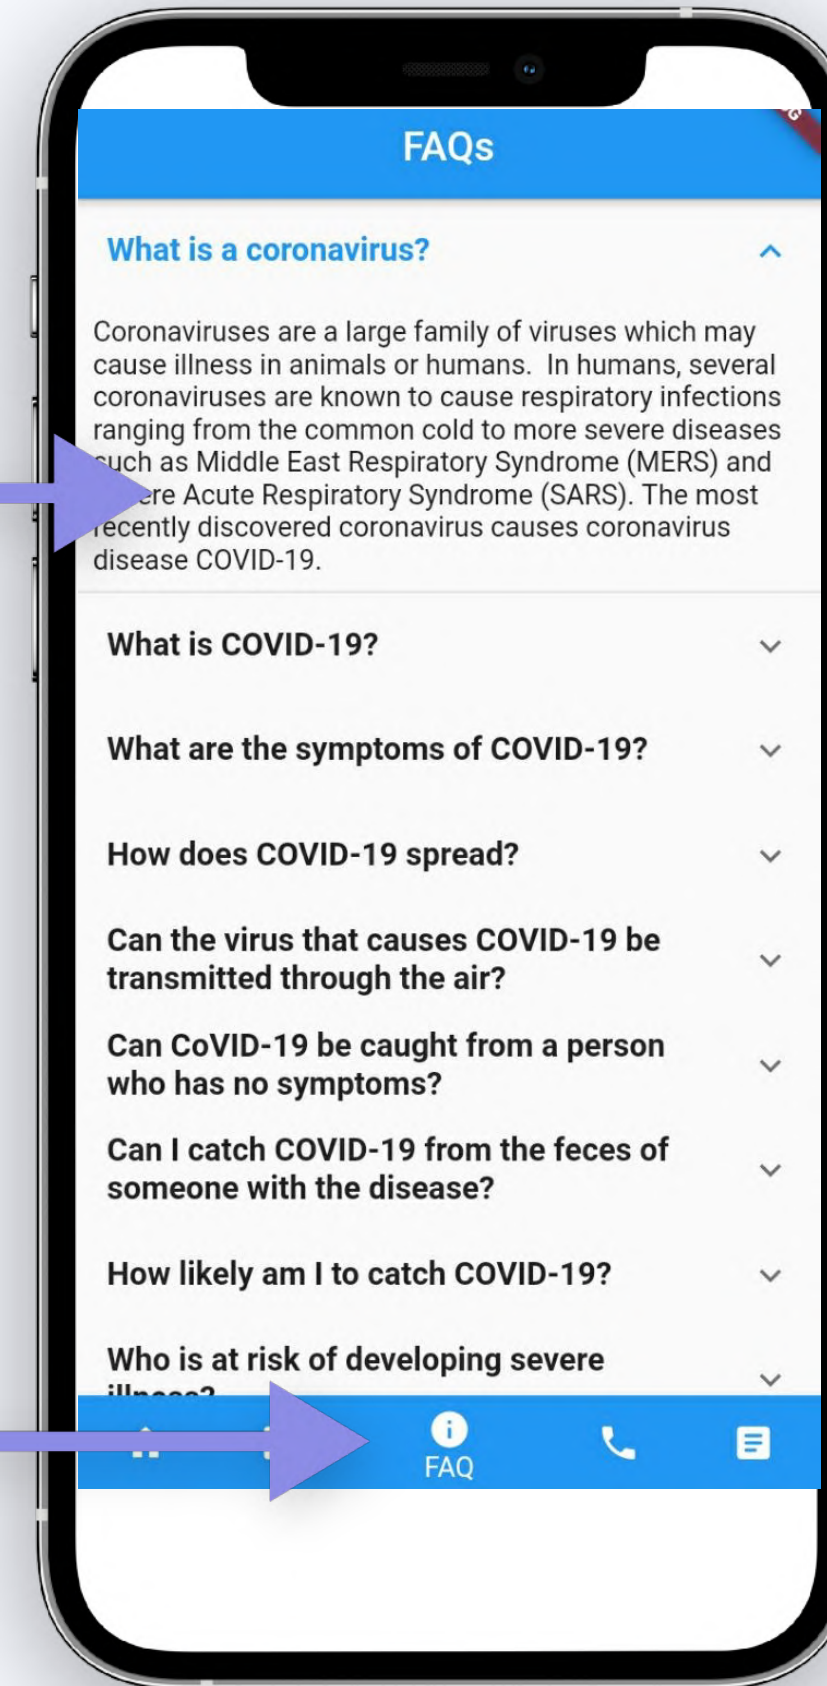 FAQs
What is a coronavirus?
Coronaviruses are a large family of viruses which may
cause illness in animals or humans.  In humans, several
coronaviruses are known to cause respiratory infections
ranging from the common cold to more severe diseases
such as Middle East Respiratory Syndrome (MERS) and
Acute Respiratory Syndrome (SARS). The most
recently discovered coronavirus causes coronavirus
disease COVID-19.
What is COVID-19?
What are the symptoms of COVID-19?
How does COVID-19 spread?
Can the virus that causes COVID-19 be
transmitted through the air?
Can CoVID-19 be caught from a person
who has no symptoms?
Can I catch COVID-19 from the feces of
someone with the disease?
How likely am I to catch COVID-19?
Who is at risk of developing severe
illness?
FAQ